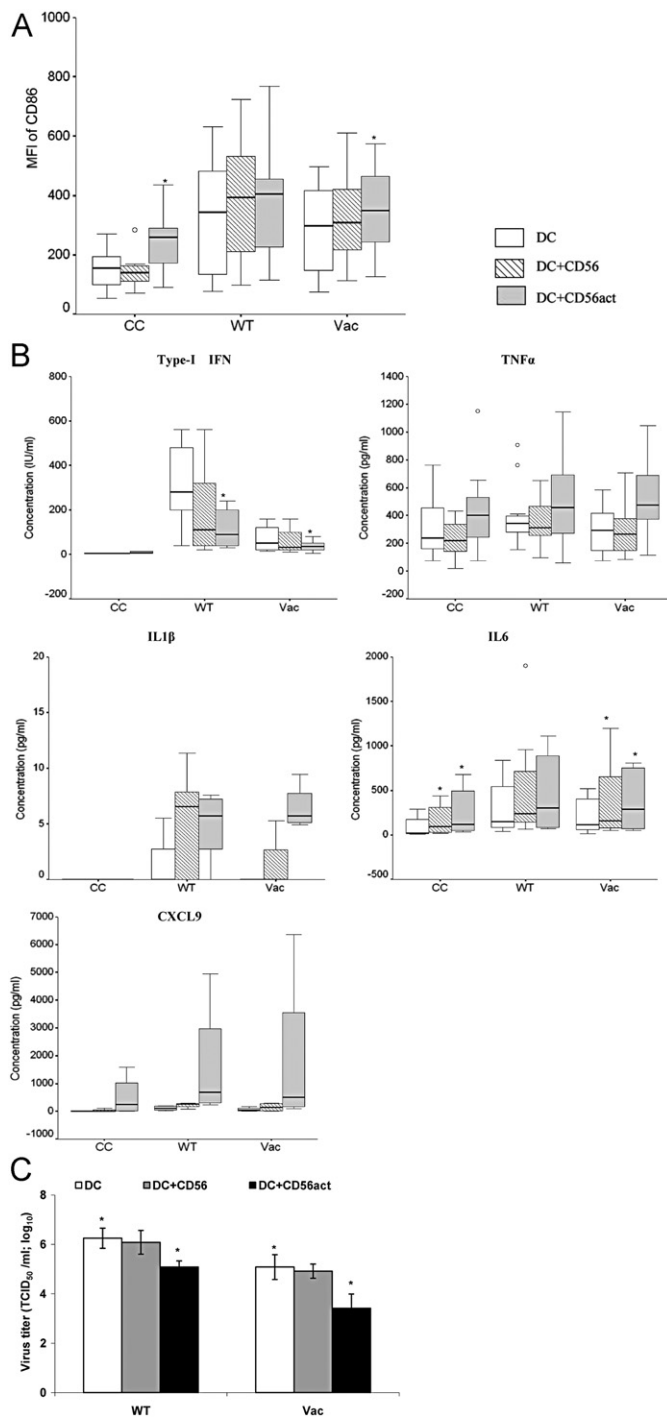 A
MFI of CD86
1000
800
600
400
200
0
*
*
CC
WT
Vac
DC
DC+CD56
DC+CD56act
B
Type-I IFN
Concentration (IU/ml)
800
600
400
200
0
-200
*
*
CC
WT
Vac
TNFα
Concentration (pg/ml)
1400
1200
1000
800
600
400
200
0
-200
CC
WT
Vac
IL1β
Concentration (pg/ml)
20
15
10
5
0
CC
WT
Vac
IL6
Concentration (pg/ml)
2000
1500
1000
500
0
-500
*
*
*
*
CC
WT
Vac
CXCL9
Concentration (pg/ml)
7000
6000
5000
4000
3000
2000
1000
0
-1000
CC
WT
Vac
C
DC
DC+CD56
DC+CD56act
Virus titer (TCID50 /ml; log10)
8
6
4
2
0
*
*
*
*
WT
Vac